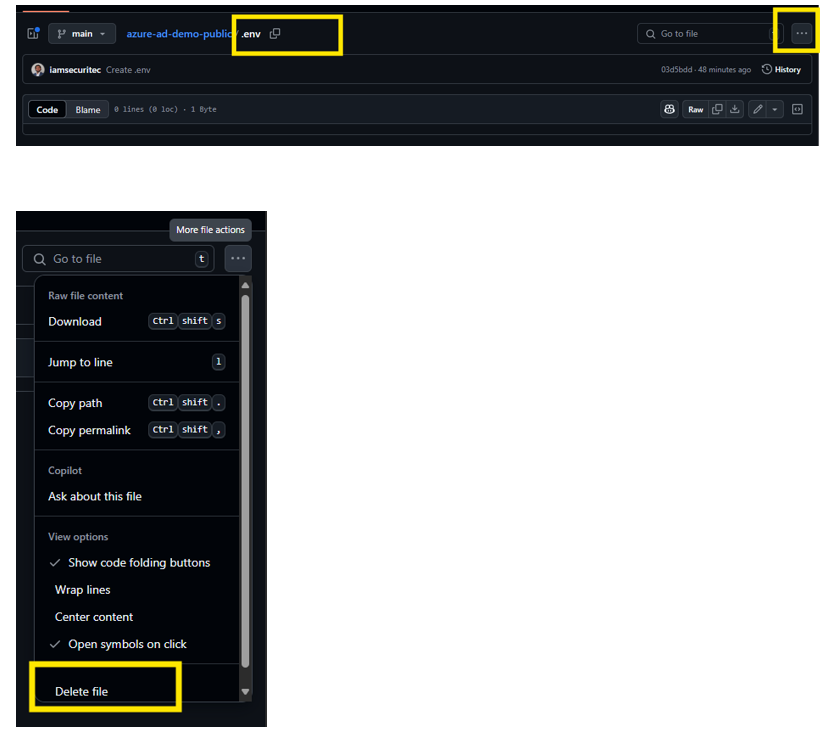 main azure-ad-demo-public/.env Go to file
iamsecuritec Create .env 03d5bdd · 48 minutes ago History
Code Blame 0 lines (0 loc) · 1 Byte Raw
More file actions
Go to file t
Raw file content
Download Ctrl shift s
Jump to line l
Copy path Ctrl shift .
Copy permalink Ctrl shift ,
Copilot
Ask about this file
View options
Show code folding buttons
Wrap lines
Center content
Open symbols on click
Delete file